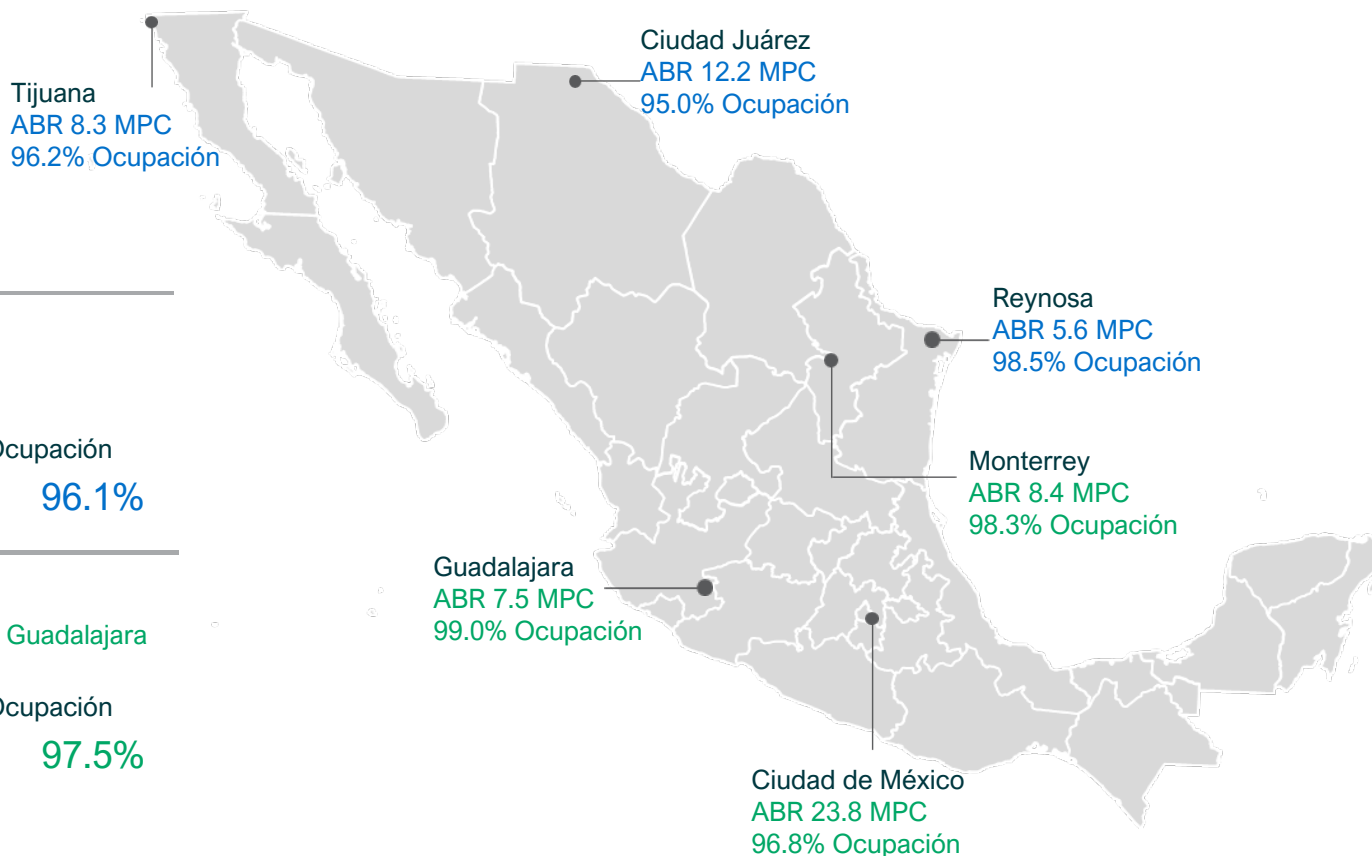 Ciudad Juárez
ABR 12.2 MPC
95.0% Ocupación
Tijuana
ABR 8.3 MPC
96.2% Ocupación
Reynosa
ABR 5.6 MPC
98.5% Ocupación
Ocupación
96.1%
Monterrey
ABR 8.4 MPC
98.3% Ocupación
Guadalajara
ABR 7.5 MPC
99.0% Ocupación
Guadalajara
Ocupación
97.5%
Ciudad de México
ABR 23.8 MPC
96.8% Ocupación